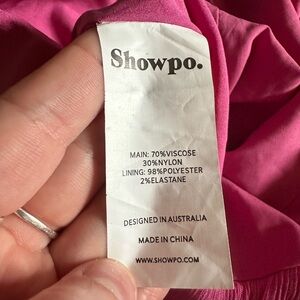 Showpo.
MAIN: 70%VISCOSE
30%NYLON
LINING: 98%POLYESTER
2%ELASTANE
DESIGNED IN AUSTRALIA
MADE IN CHINA
WWW.SHOWPO.COM